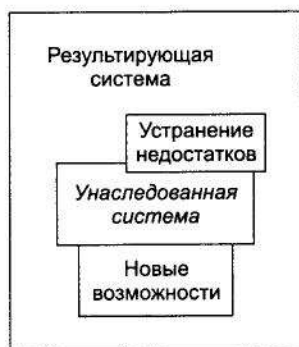 Результирующая
система
Устранение
недостатков
Унаследованная
система
Новые
возможности